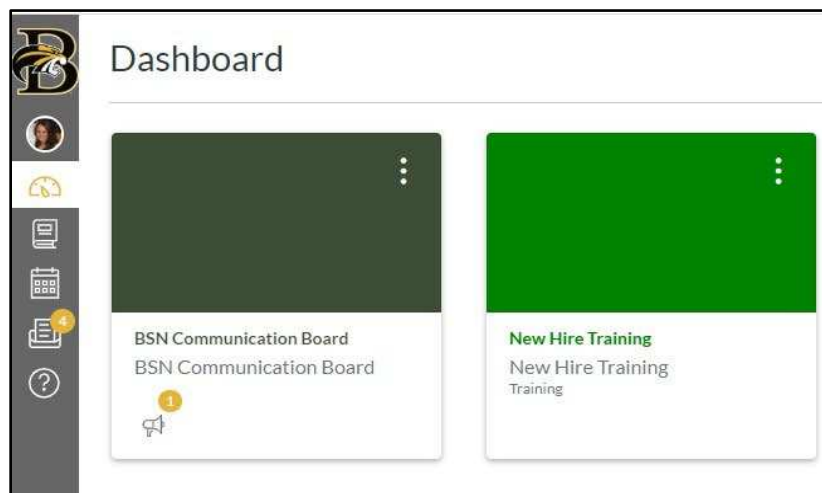 B
Dashboard
4
BSN Communication Board
BSN Communication Board
1
New Hire Training
New Hire Training
Training
?